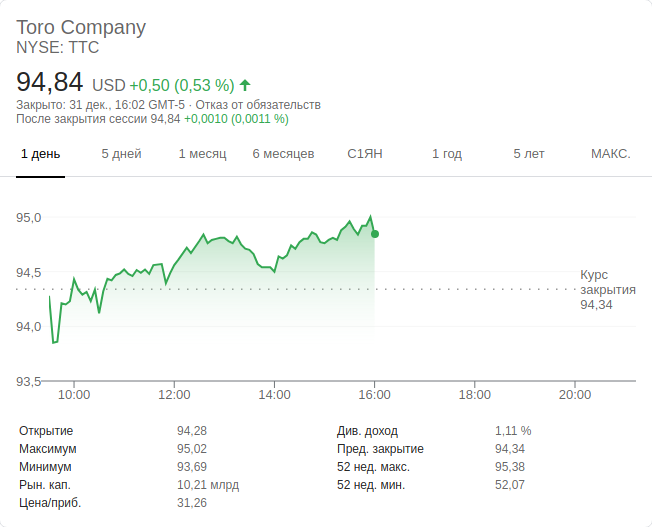 Toro Company
NYSE: TTC
94,84 USD +0,50 (0,53 %)
Закрыто: 31 дек., 16:02 GMT-5 · Отказ от обязательств
После закрытия сессии 94,84 +0,0010 (0,0011 %)
1 день 5 дней 1 месяц 6 месяцев С1ЯН 1 год 5 лет МАКС.
95,0
94,5
Курс
закрытия
94,34
94,0
93,5
10:00 12:00 14:00 16:00 18:00 20:00
Открытие 94,28 Див. доход 1,11 %
Максимум 95,02 Пред. закрытие 94,34
Минимум 93,69 52 нед. макс. 95,38
Рын. кап. 10,21 млрд 52 нед. мин. 52,07
Цена/приб. 31,26